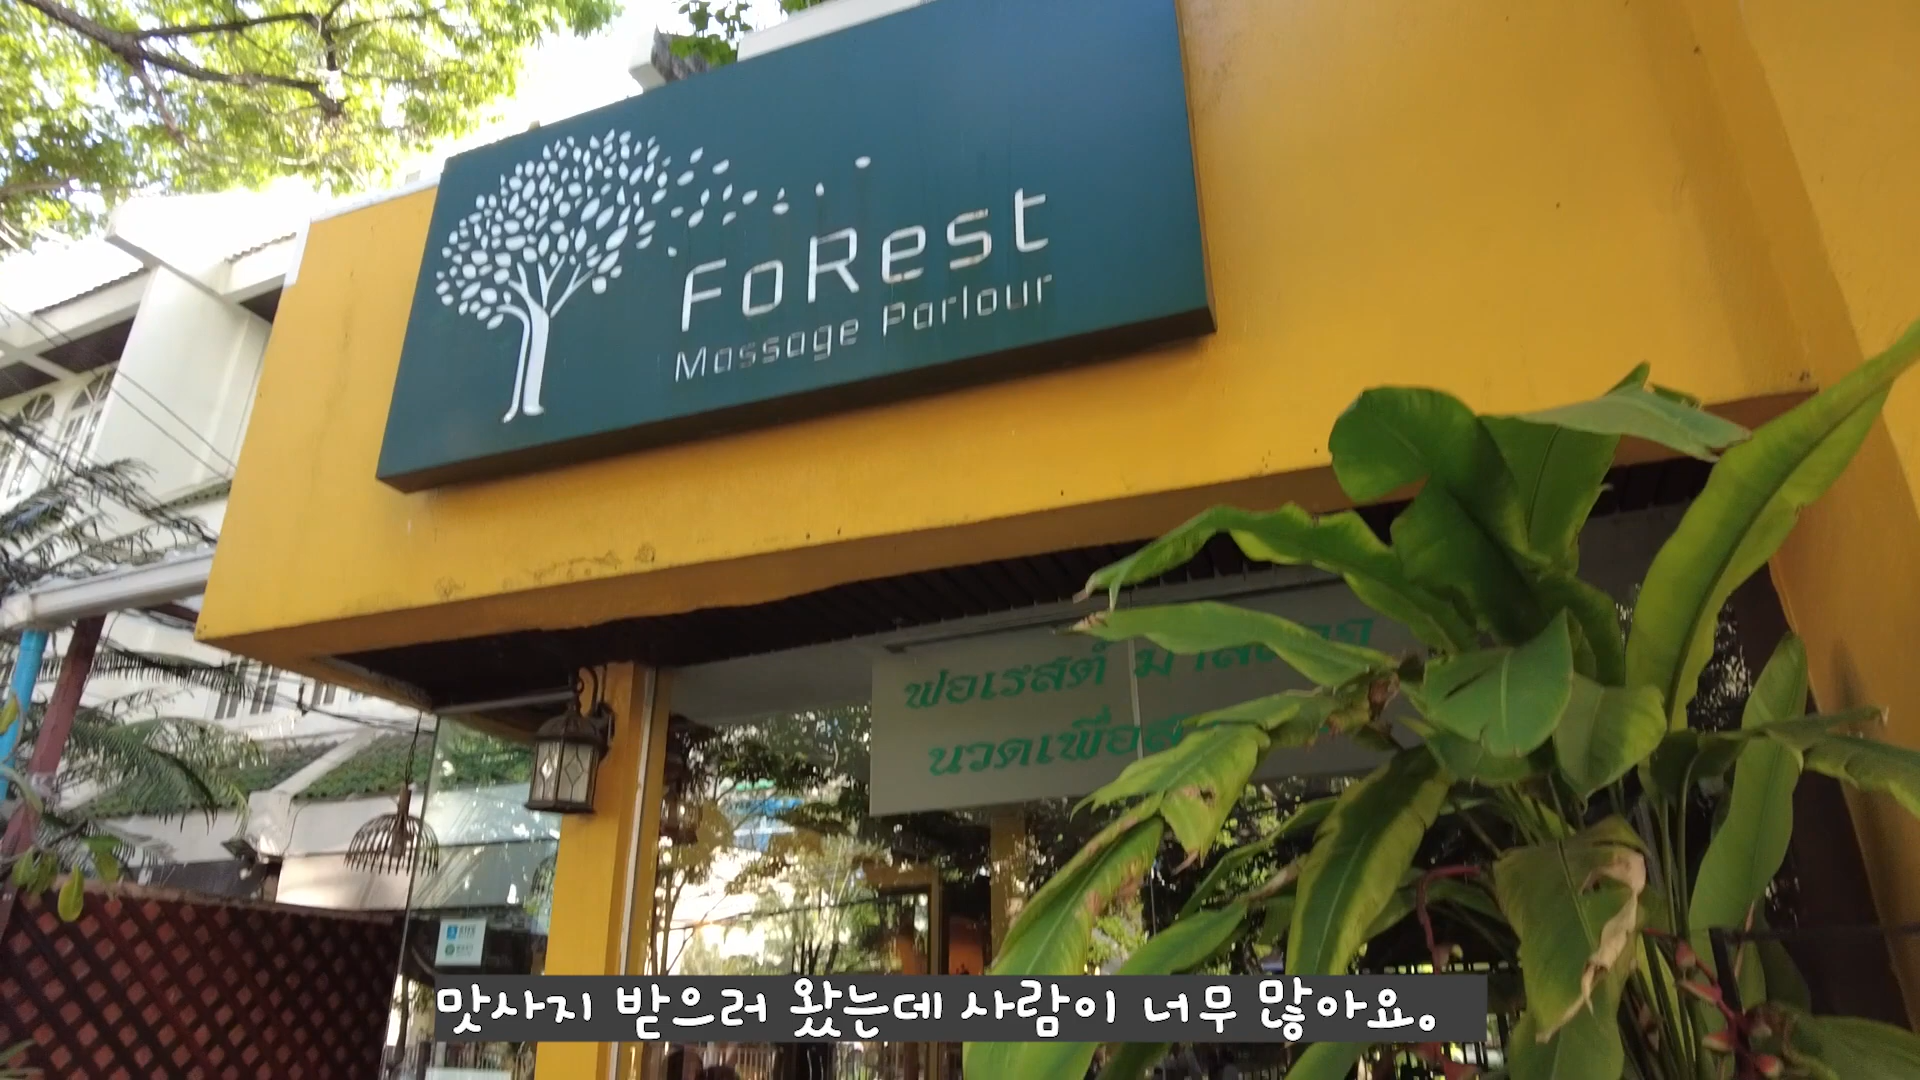 FoRest
Massage Parlour
ฟอเรสต์
นวดเพื่อ
맛사지 받으러 왔는데 사람이 너무 많아요.